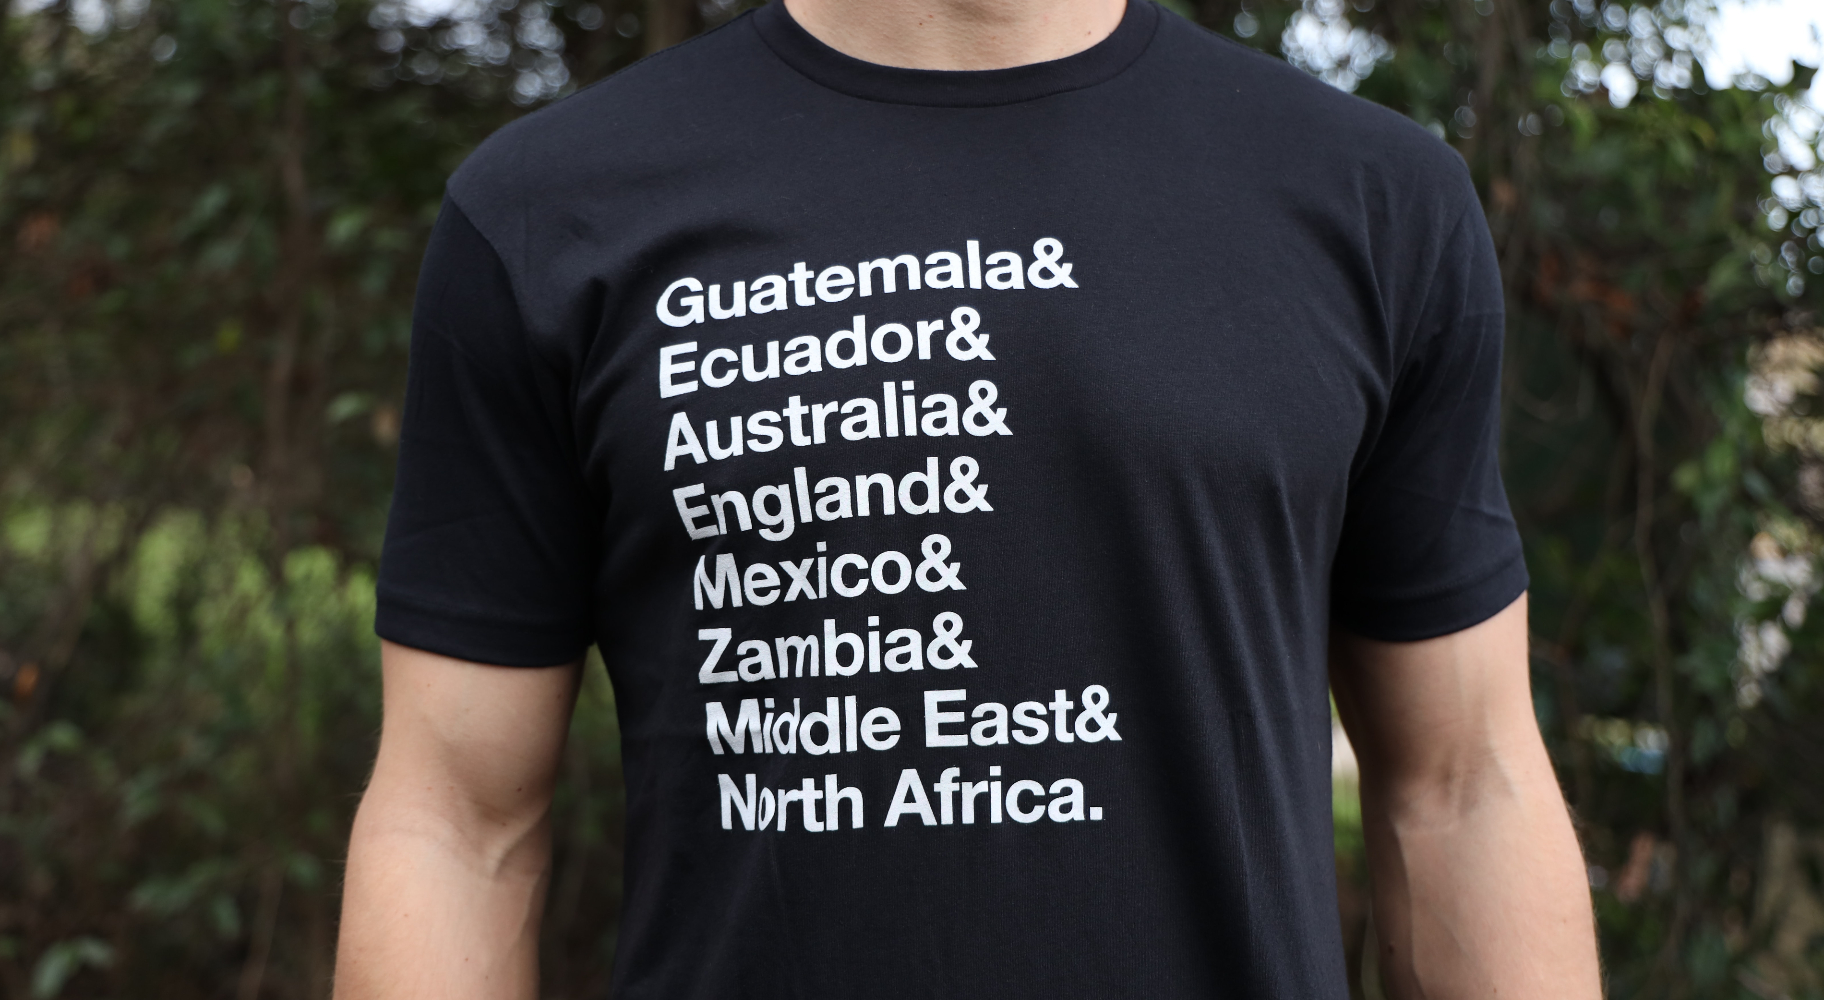 Guatemala&
Ecuador&
Australia&
England&
Mexico&
Zambia&
Middle East&
North Africa.